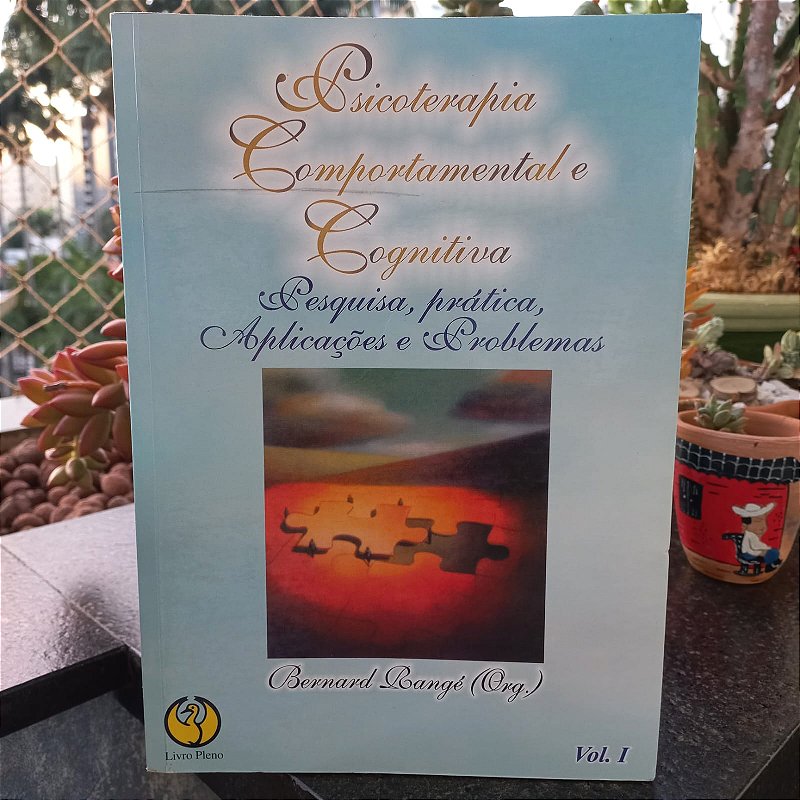 Psicoterapia
Comportamental e
Cognitiva
Pesquisa, prática,
Aplicações e Problemas
Bernard Rangé (Org.)
Livro Pleno
Vol. I